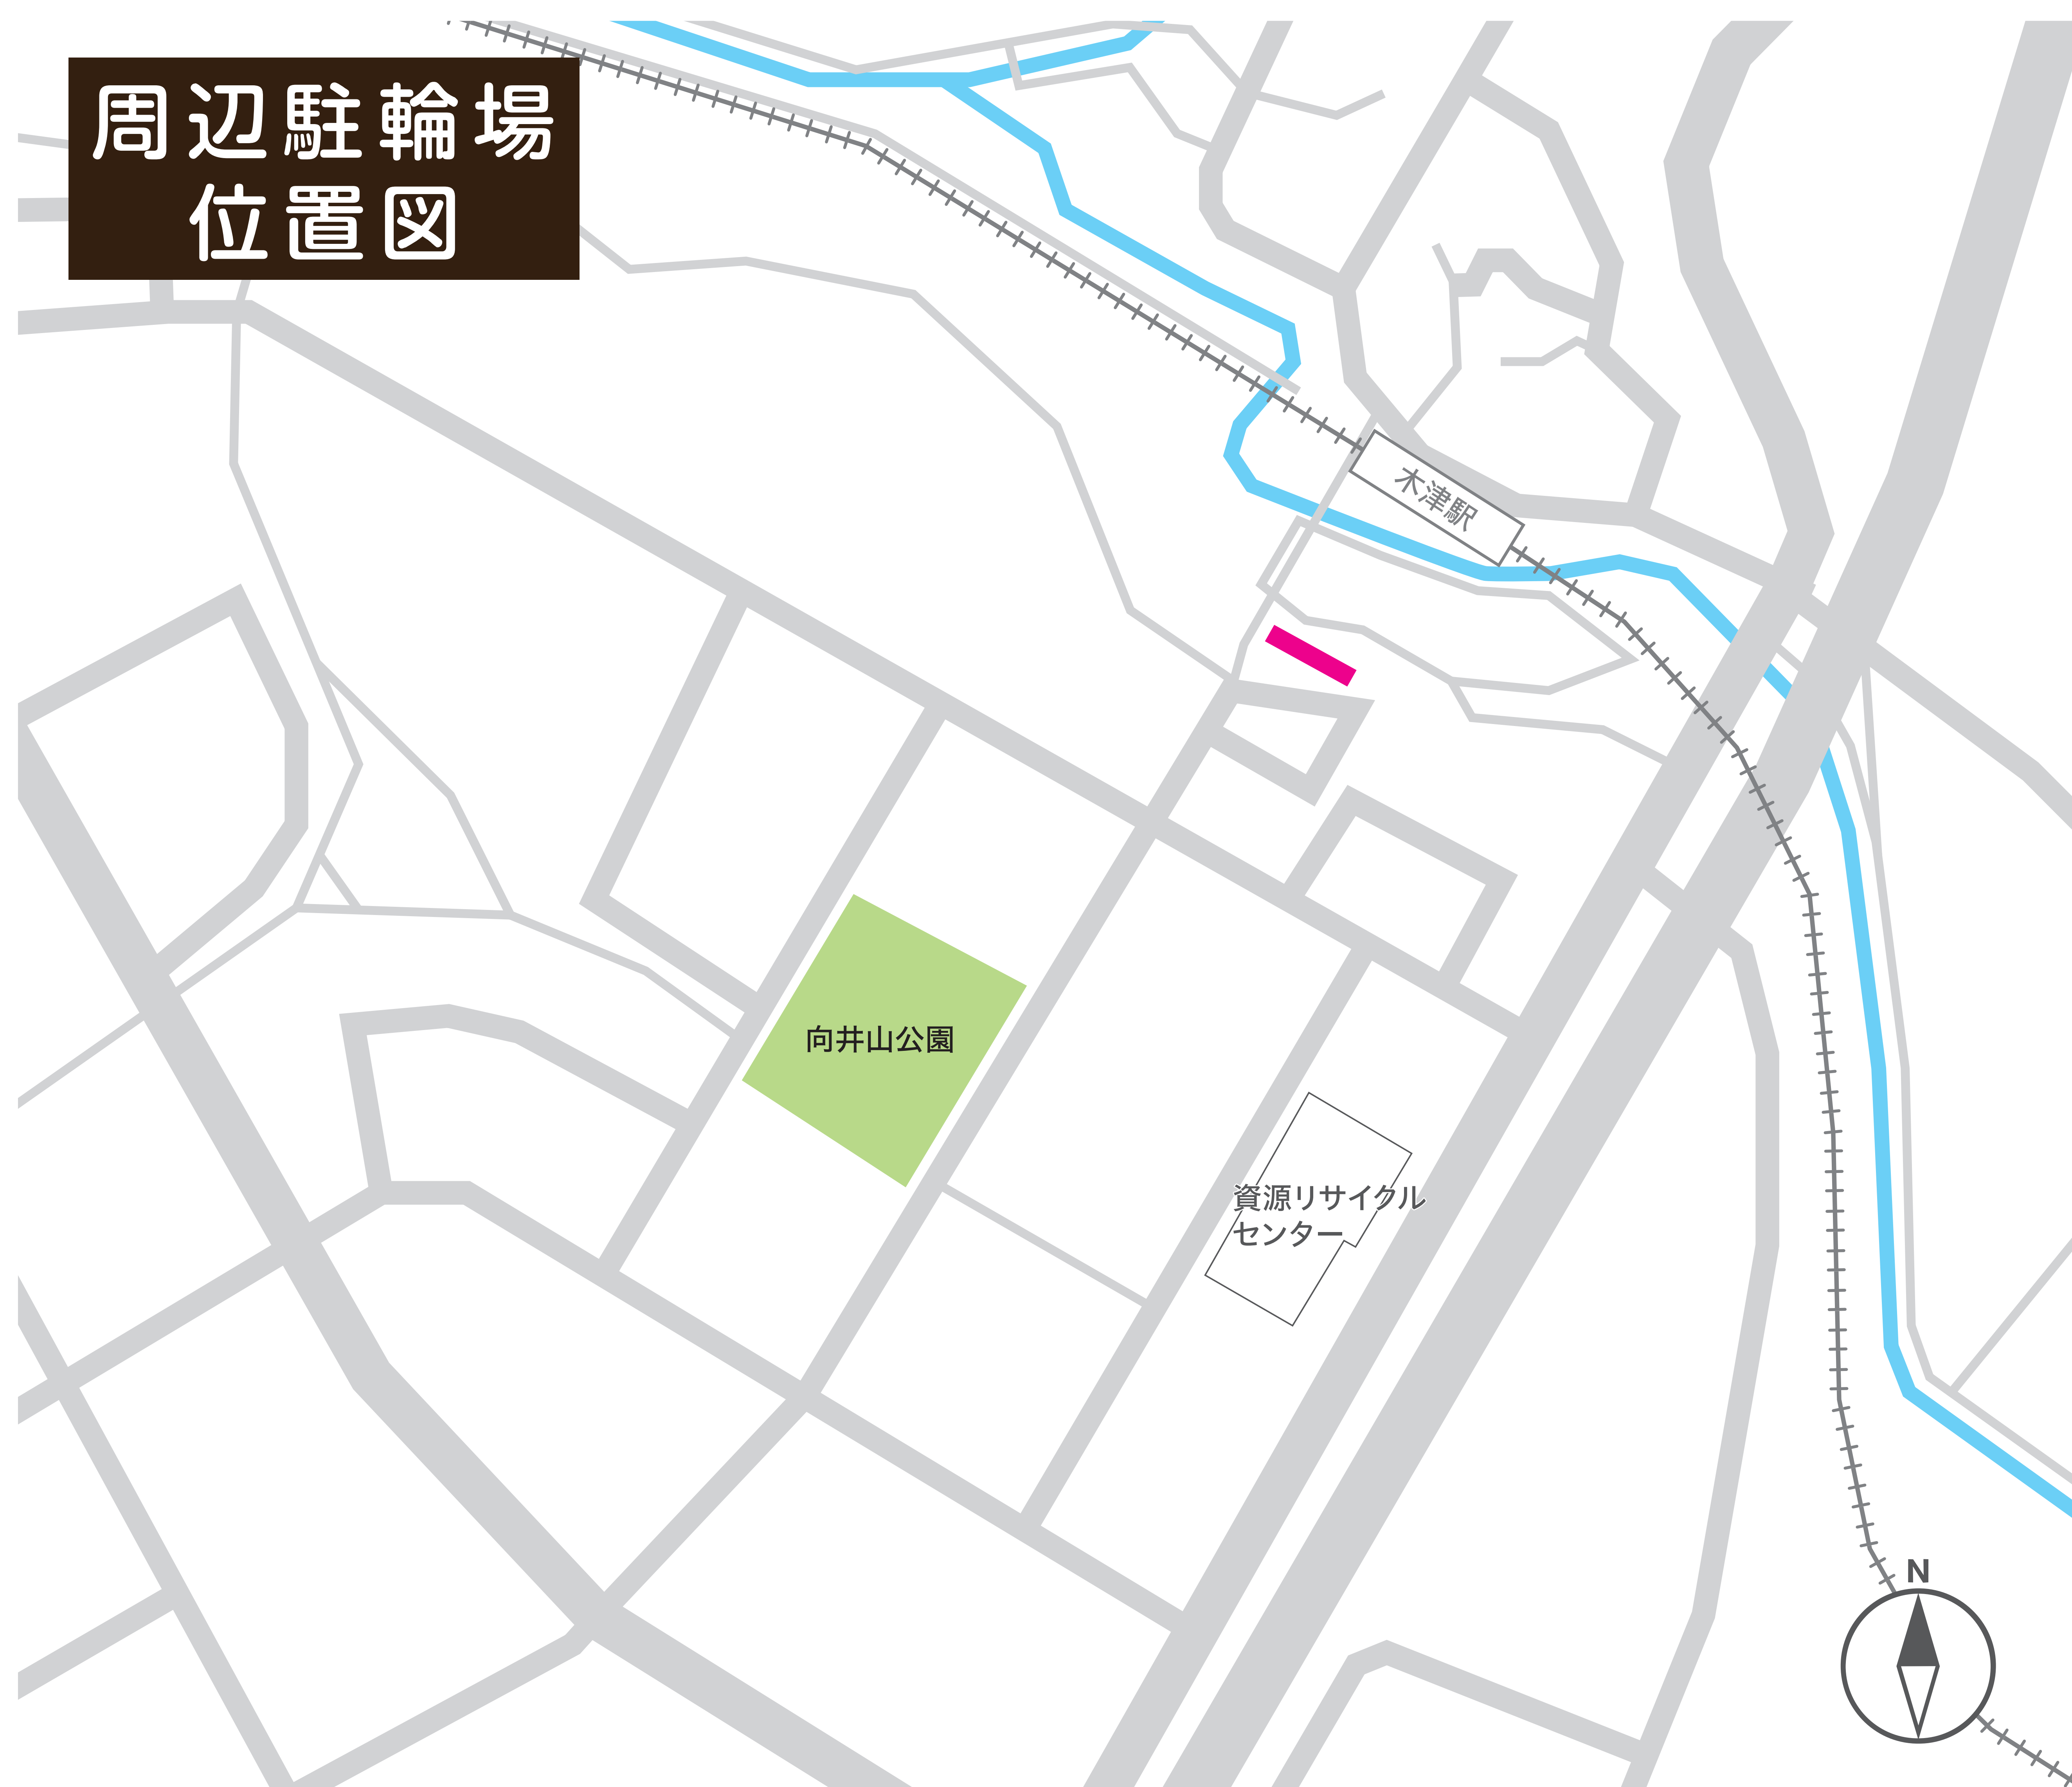 周辺駐輪場
位置図
木津駅
向井山公園
資源リサイクル
センター
N